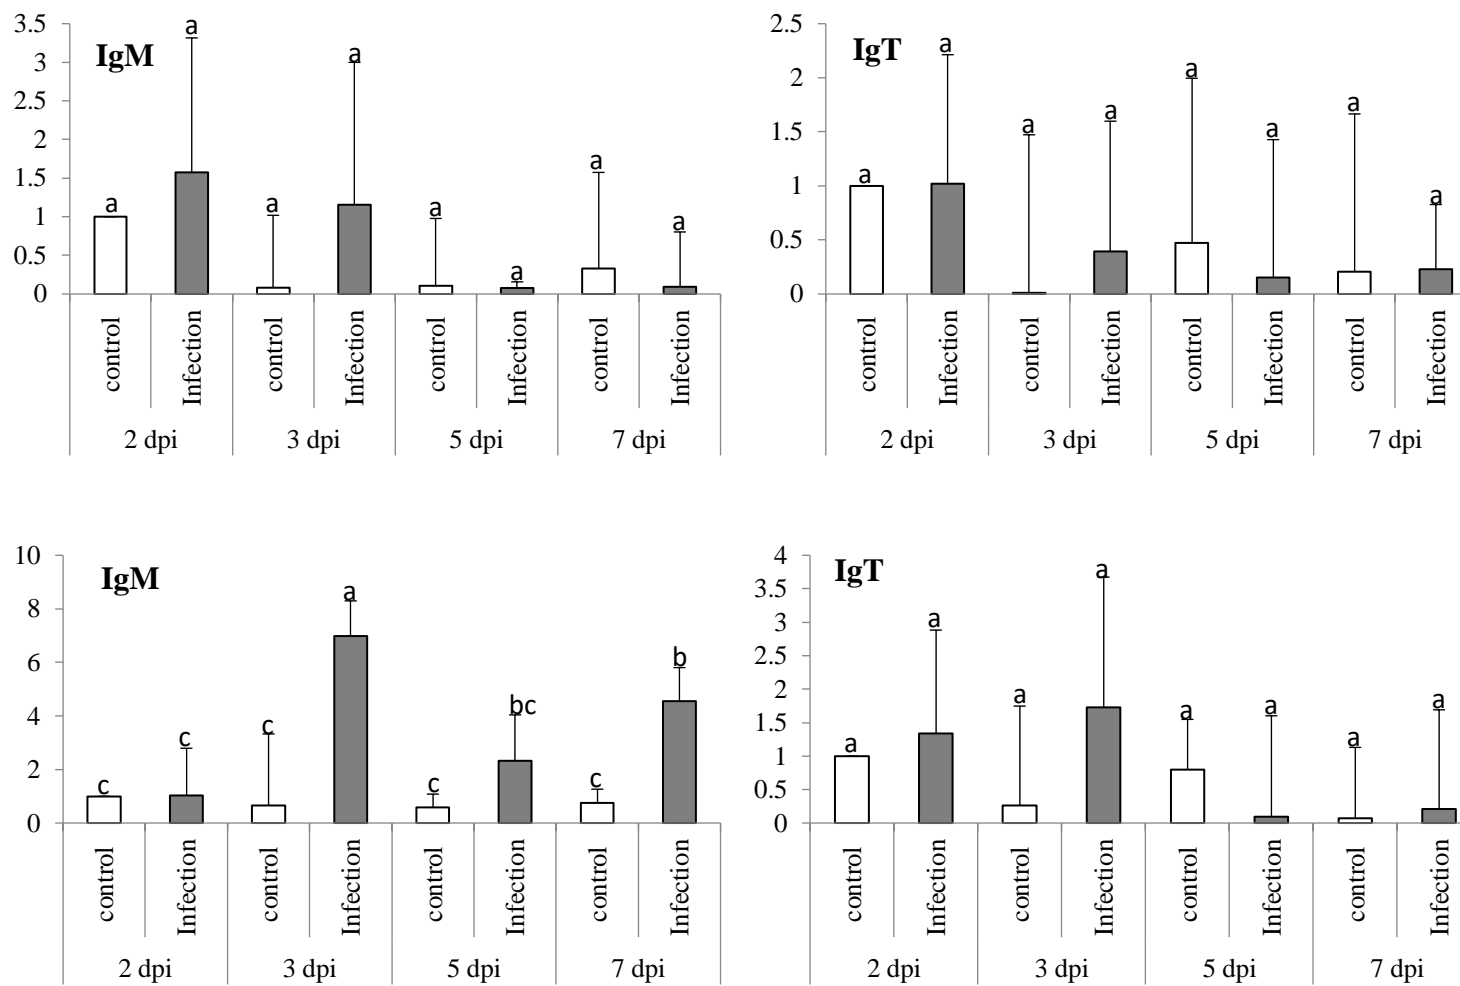 IgM
3.5
3
2.5
2
1.5
1
0.5
0
a a a a a a a a
control Infection control Infection control Infection control Infection
2 dpi 3 dpi 5 dpi 7 dpi
IgT
2.5
2
1.5
1
0.5
0
a a a a a a a a
control Infection control Infection control Infection control Infection
2 dpi 3 dpi 5 dpi 7 dpi
IgM
10
8
6
4
2
0
c c c a c bc c b
control Infection control Infection control Infection control Infection
2 dpi 3 dpi 5 dpi 7 dpi
IgT
4
3.5
3
2.5
2
1.5
1
0.5
0
a a a a a a a a
control Infection control Infection control Infection control Infection
2 dpi 3 dpi 5 dpi 7 dpi